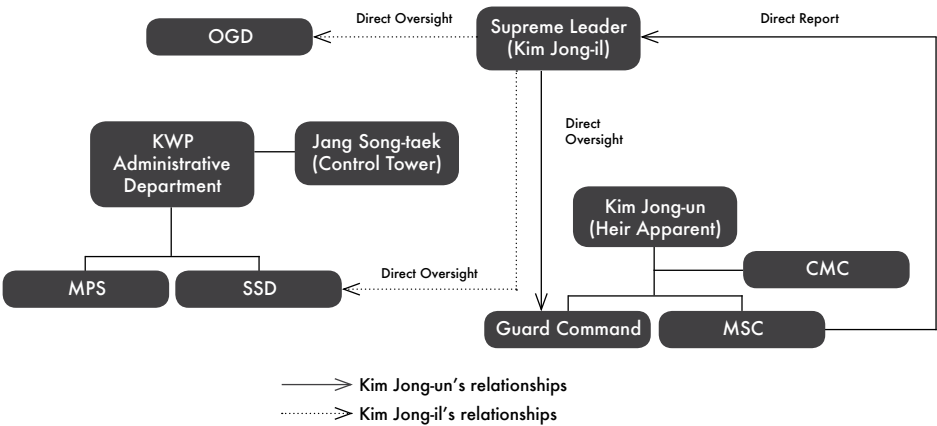 Direct Oversight
Supreme Leader
(Kim Jong-il)
Direct Report
OGD
KWP
Administrative
Department
Jang Song-taek
(Control Tower)
Direct
Oversight
Kim Jong-un
(Heir Apparent)
CMC
MPS
SSD
Direct Oversight
Guard Command
MSC
Kim Jong-un's relationships
Kim Jong-il's relationships